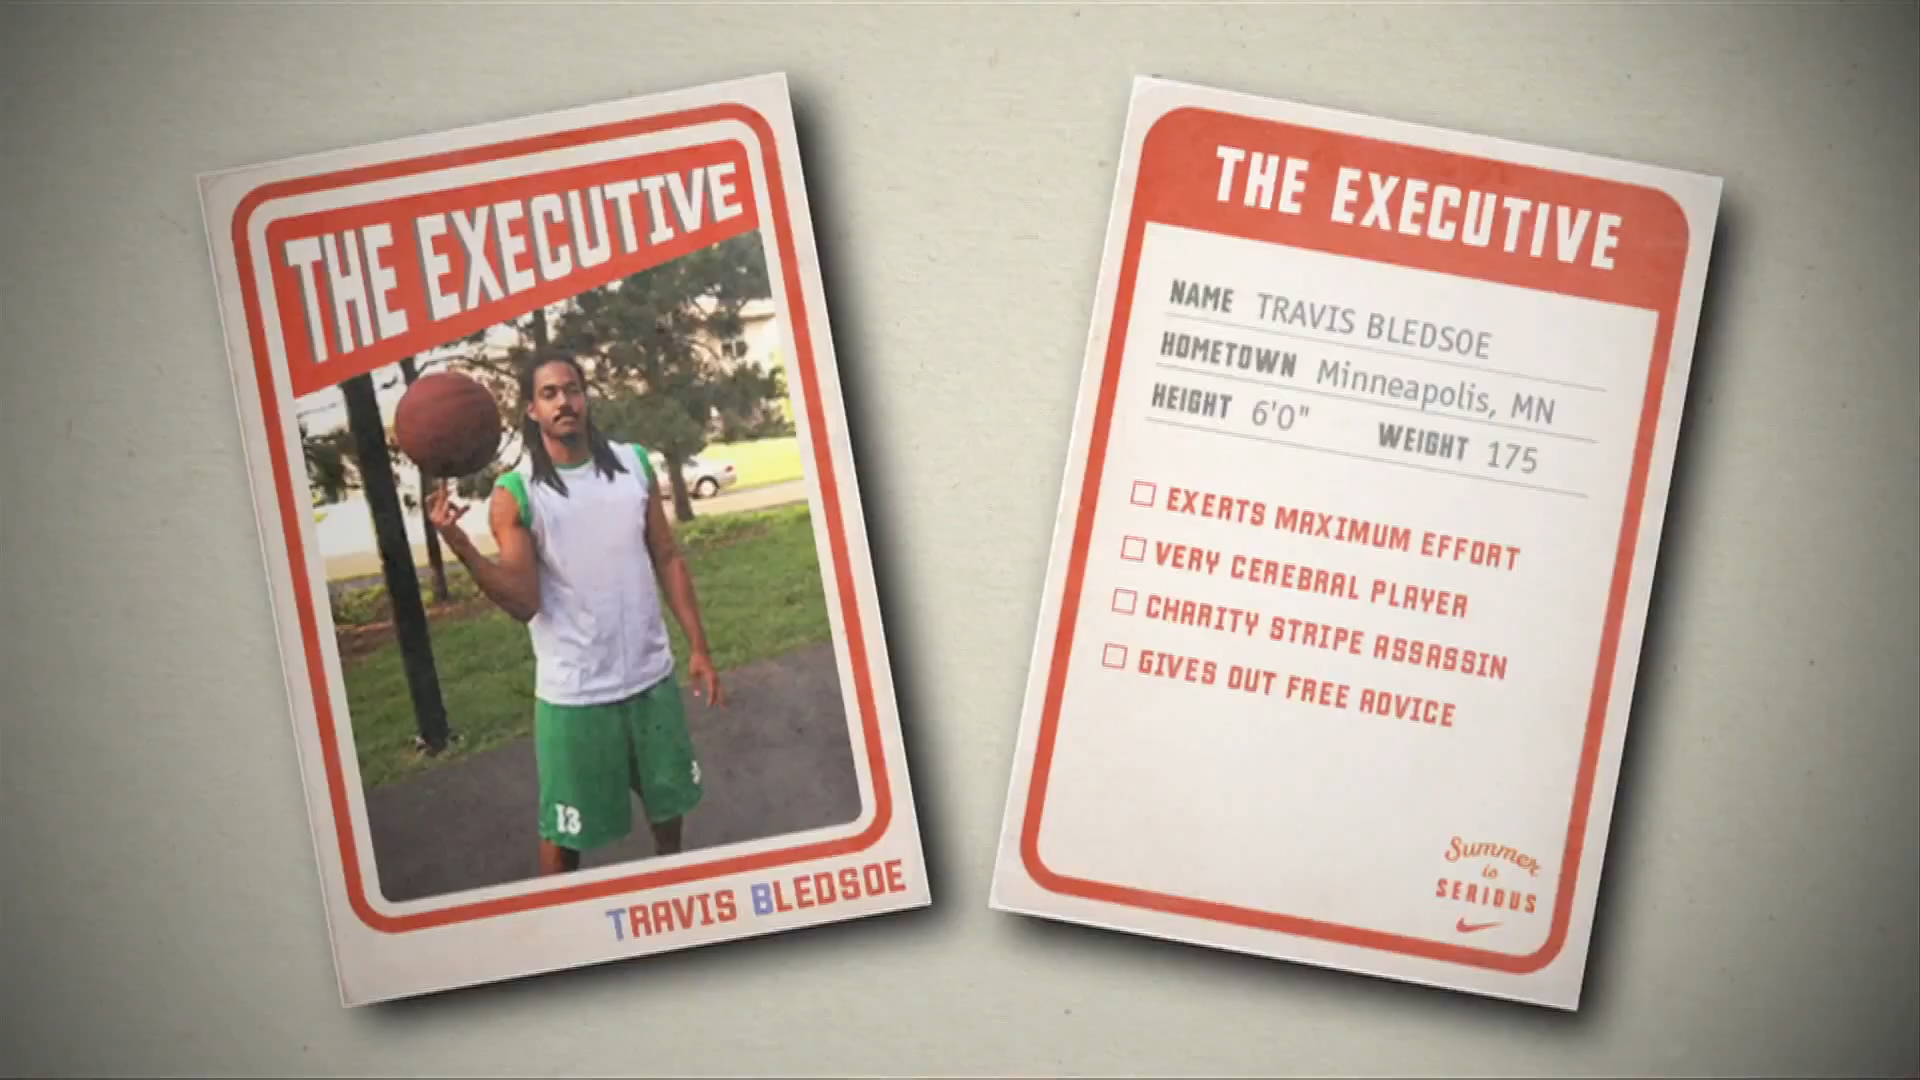 THE EXECUTIVE
13
TRAVIS BLEDSOE
THE EXECUTIVE
NAME TRAVIS BLEDSOE
HOMETOWN Minneapolis, MN
HEIGHT 6'0" WEIGHT 175
EXERTS MAXIMUM EFFORT
VERY CEREBRAL PLAYER
CHARITY STRIPE ASSASSIN
GIVES OUT FREE ADVICE
Summer
is
SERIOUS